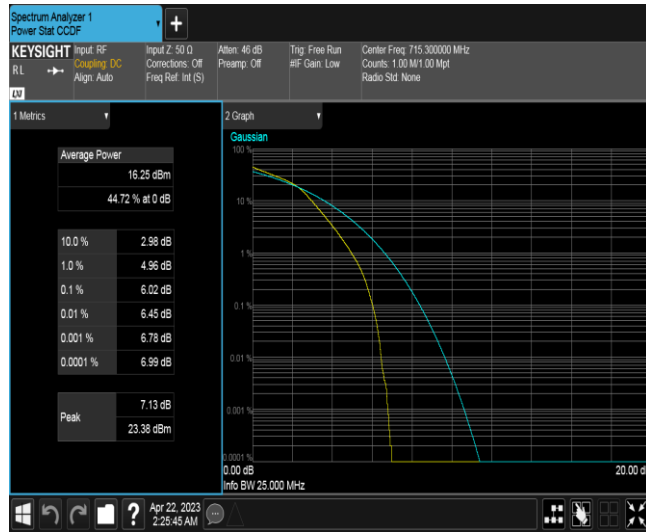 Spectrum Analyzer 1
Power Stat CCDF
+
KEYSIGHT
R L
LXI
Input: RF
Coupling: DC
Align: Auto
Input Z: 50 Ω
Corrections: Off
Freq Ref: Int (S)
Atten: 46 dB
Preamp: Off
Trig: Free Run
#IF Gain: Low
Center Freq: 715.300000 MHz
Counts: 1.00 M/1.00 Mpt
Radio Std: None
1 Metrics
Average Power
16.25 dBm
44.72 % at 0 dB
10.0 % 2.98 dB
1.0 % 4.96 dB
0.1 % 6.02 dB
0.01 % 6.45 dB
0.001 % 6.78 dB
0.0001 % 6.99 dB
Peak
7.13 dB
23.38 dBm
2 Graph
Gaussian
100 %
10 %
1 %
0.1 %
0.01 %
0.001 %
0.0001 %
0.00 dB
20.00 d
Info BW 25.000 MHz
?
Apr 22, 2023
2:25:45 AM